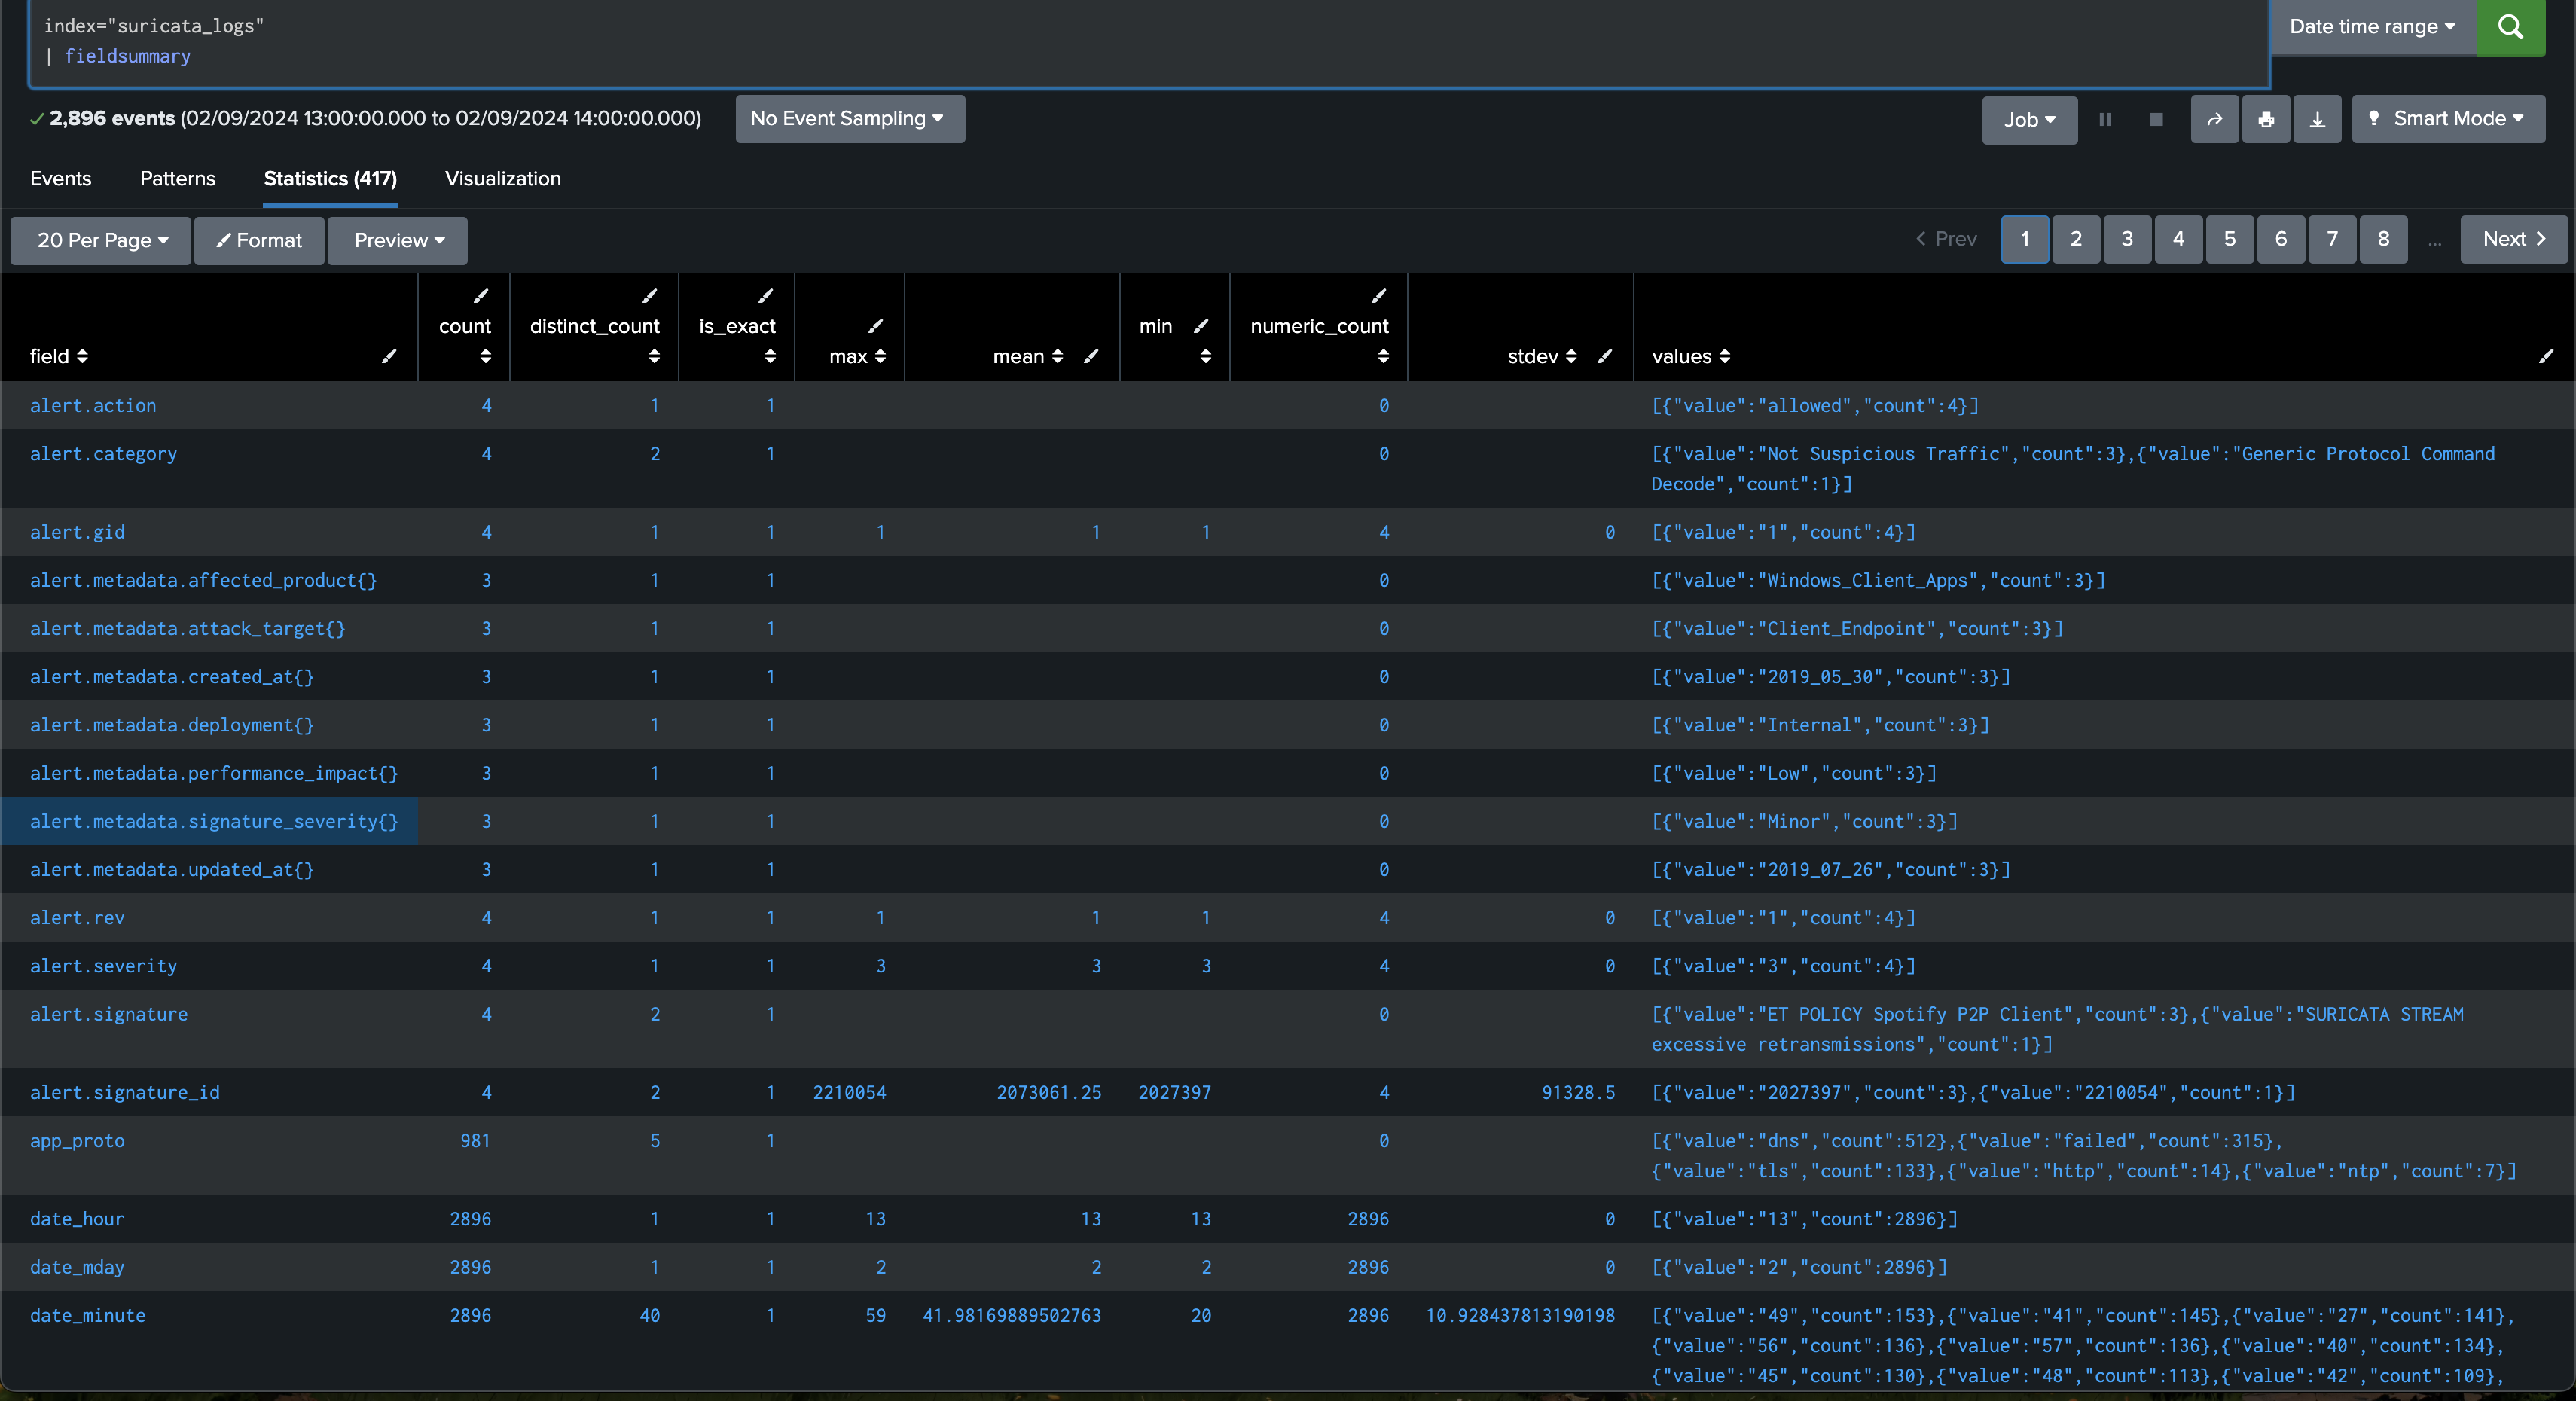 index="suricata_logs"
| fieldsummary
Date time range
2,896 events (02/09/2024 13:00:00.000 to 02/09/2024 14:00:00.000)
No Event Sampling
Job
Smart Mode
Events Patterns Statistics (417) Visualization
20 Per Page Format Preview
Prev 1 2 3 4 5 6 7 8 ... Next
field count distinct_count is_exact max mean min numeric_count stdev values
alert.action 4 1 1 0 [{"value":"allowed","count":4}]
alert.category 4 2 1 0 [{"value":"Not Suspicious Traffic","count":3},{"value":"Generic Protocol Command
Decode","count":1}]
alert.gid 4 1 1 1 1 1 4 0 [{"value":"1","count":4}]
alert.metadata.affected_product{} 3 1 1 0 [{"value":"Windows_Client_Apps","count":3}]
alert.metadata.attack_target{} 3 1 1 0 [{"value":"Client_Endpoint","count":3}]
alert.metadata.created_at{} 3 1 1 0 [{"value":"2019_05_30","count":3}]
alert.metadata.deployment{} 3 1 1 0 [{"value":"Internal","count":3}]
alert.metadata.performance_impact{} 3 1 1 0 [{"value":"Low","count":3}]
alert.metadata.signature_severity{} 3 1 1 0 [{"value":"Minor","count":3}]
alert.metadata.updated_at{} 3 1 1 0 [{"value":"2019_07_26","count":3}]
alert.rev 4 1 1 1 1 1 4 0 [{"value":"1","count":4}]
alert.severity 4 1 1 3 3 3 4 0 [{"value":"3","count":4}]
alert.signature 4 2 1 0 [{"value":"ET POLICY Spotify P2P Client","count":3},{"value":"SURICATA STREAM
excessive retransmissions","count":1}]
alert.signature_id 4 2 1 2210054 2073061.25 2027397 4 91328.5 [{"value":"2027397","count":3},{"value":"2210054","count":1}]
app_proto 981 5 1 0 [{"value":"dns","count":512},{"value":"failed","count":315},
{"value":"tls","count":133},{"value":"http","count":14},{"value":"ntp","count":7}]
date_hour 2896 1 1 13 13 13 2896 0 [{"value":"13","count":2896}]
date_mday 2896 1 1 2 2 2 2896 0 [{"value":"2","count":2896}]
date_minute 2896 40 1 59 41.98169889502763 20 2896 10.928437813190198 [{"value":"49","count":153},{"value":"41","count":145},{"value":"27","count":141},
{"value":"56","count":136},{"value":"57","count":136},{"value":"40","count":134},
{"value":"45","count":130},{"value":"48","count":113},{"value":"42","count":109},